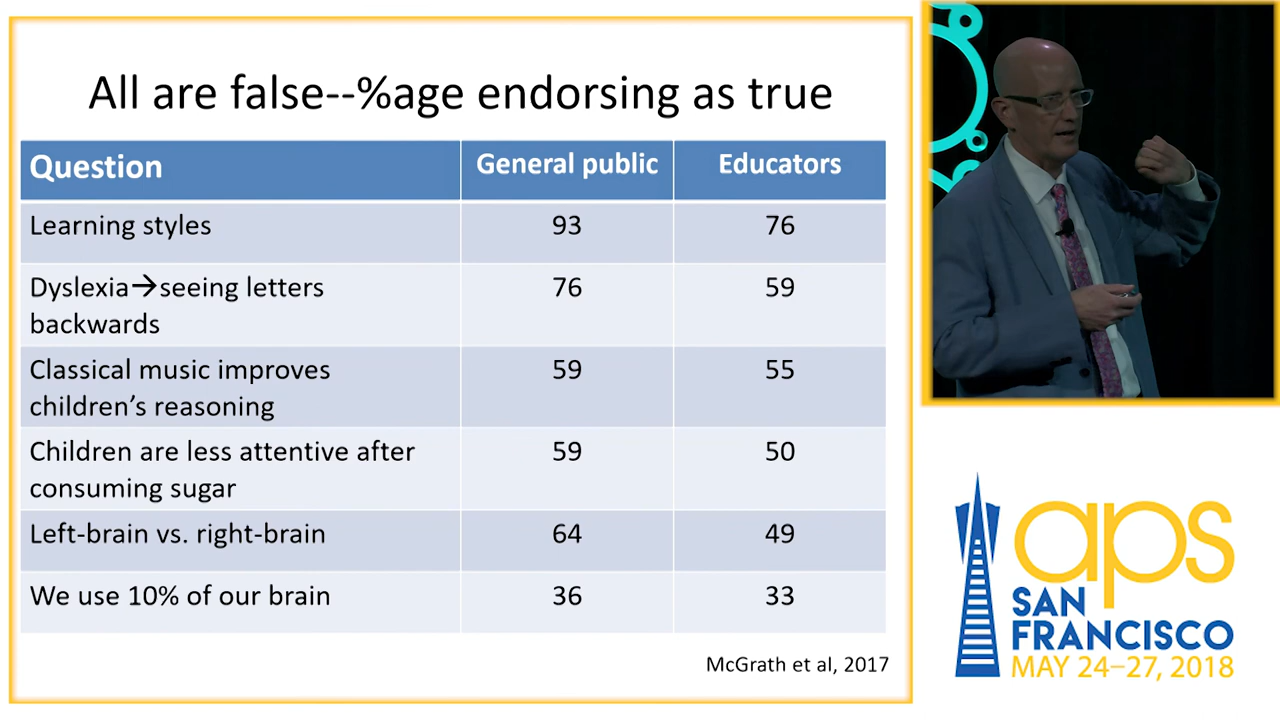 All are false--%age endorsing as true
Question General public Educators
Learning styles 93 76
Dyslexia→seeing letters 76 59
backwards
Classical music improves 59 55
children’s reasoning
Children are less attentive after 59 50
consuming sugar
Left-brain vs. right-brain 64 49
We use 10% of our brain 36 33
McGrath et al, 2017
aps
SAN
FRANCISCO
MAY 24–27, 2018